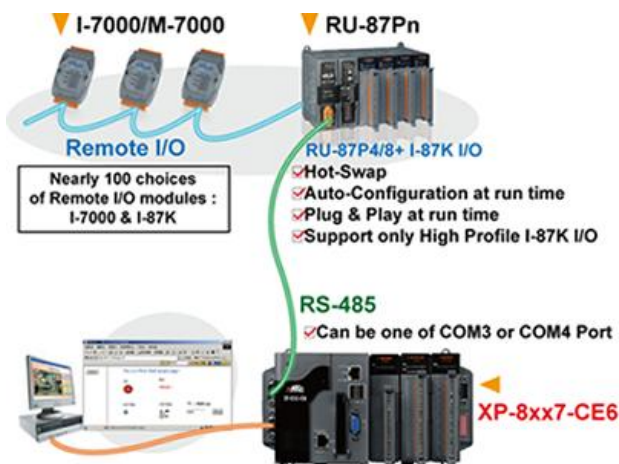 I-7000/M-7000
RU-87Pn
Remote I/O
Nearly 100 choices
of Remote I/O modules :
I-7000 & I-87K
RU-87P4/8+ I-87K I/O
Hot-Swap
Auto-Configuration at run time
Plug & Play at run time
Support only High Profile I-87K I/O
RS-485
Can be one of COM3 or COM4 Port
XP-8xx7-CE6